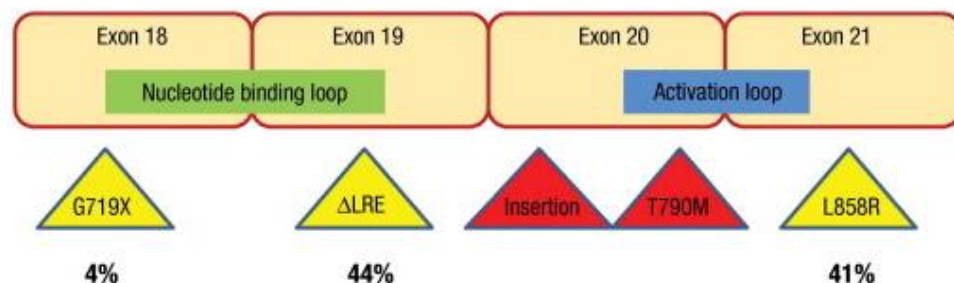 Exon 18 Exon 19 Exon 20 Exon 21
Nucleotide binding loop Activation loop
G719X ΔLRE Insertion T790M L858R
4% 44% 41%